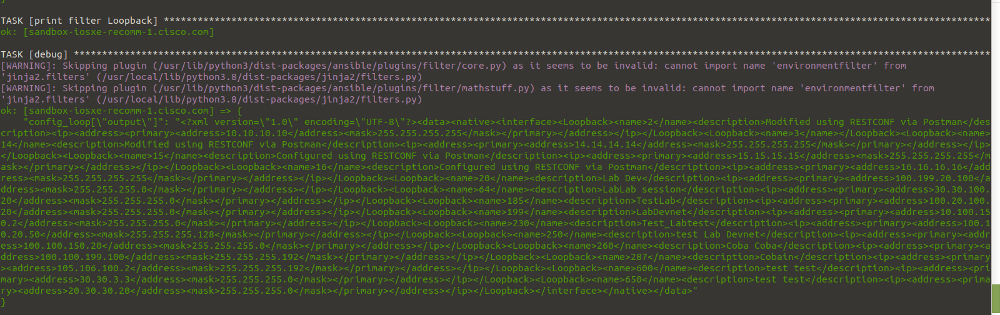 }
TASK [print filter Loopback] ****************************************************************************************************************************************************
ok: [sandbox-iosxe-recomm-1.cisco.com]
TASK [debug] ********************************************************************************************************************************************************************
[WARNING]: Skipping plugin (/usr/lib/python3/dist-packages/ansible/plugins/filter/core.py) as it seems to be invalid: cannot import name 'environmentfilter' from
'jinja2.filters' (/usr/local/lib/python3.8/dist-packages/jinja2/filters.py)
[WARNING]: Skipping plugin (/usr/lib/python3/dist-packages/ansible/plugins/filter/mathstuff.py) as it seems to be invalid: cannot import name 'environmentfilter' from
'jinja2.filters' (/usr/local/lib/python3.8/dist-packages/jinja2/filters.py)
ok: [sandbox-iosxe-recomm-1.cisco.com] => {
    "config_loop[\"output\"]": "<?xml version=\"1.0\" encoding=\"UTF-8\"?><data><native><interface><Loopback><name>2</name><description>Modified using RESTCONF via Postman</des
cription><ip><address><primary><address>10.10.10.10</address><mask>255.255.255.255</mask></primary></address></ip></Loopback><Loopback><name>3</name></Loopback><Loopback><name>
14</name><description>Modified using RESTCONF via Postman</description><ip><address><primary><address>14.14.14.14</address><mask>255.255.255.255</mask></primary></address></ip>
</Loopback><Loopback><name>15</name><description>Configured using RESTCONF via Postman</description><ip><address><primary><address>15.15.15.15</address><mask>255.255.255.255</m
ask></primary></address></ip></Loopback><Loopback><name>16</name><description>Configured using RESTCONF via Postman</description><ip><address><primary><address>16.16.16.16</add
ress><mask>255.255.255.255</mask></primary></address></ip></Loopback><Loopback><name>20</name><description>Lab Dev</description><ip><address><primary><address>100.199.20.100</a
ddress><mask>255.255.255.0</mask></primary></address></ip></Loopback><Loopback><name>64</name><description>LabLab session</description><ip><address><primary><address>30.30.100.
20</address><mask>255.255.255.0</mask></primary></address></ip></Loopback><Loopback><name>185</name><description>TestLab</description><ip><address><primary><address>100.20.100.
20</address><mask>255.255.255.0</mask></primary></address></ip></Loopback><Loopback><name>199</name><description>LabDevnet</description><ip><address><primary><address>10.100.15
0.2</address><mask>255.255.255.0</mask></primary></address></ip></Loopback><Loopback><name>230</name><description>Test_Labtest</description><ip><address><primary><address>100.1
0.20.50</address><mask>255.255.255.128</mask></primary></address></ip></Loopback><Loopback><name>250</name><description>test Lab Devnet</description><ip><address><primary><addr
ess>100.100.150.20</address><mask>255.255.255.0</mask></primary></address></ip></Loopback><Loopback><name>260</name><description>Coba Coba</description><ip><address><primary><a
ddress>100.100.199.100</address><mask>255.255.255.192</mask></primary></address></ip></Loopback><Loopback><name>287</name><description>Cobain</description><ip><address><primary
><address>105.106.100.2</address><mask>255.255.255.192</mask></primary></address></ip></Loopback><Loopback><name>600</name><description>test test</description><ip><address><pri
mary><address>30.30.3.3</address><mask>255.255.255.0</mask></primary></address></ip></Loopback><Loopback><name>650</name><description>test test</description><ip><address><prima
ry><address>20.30.30.20</address><mask>255.255.255.0</mask></primary></address></ip></Loopback></interface></native></data>"
}